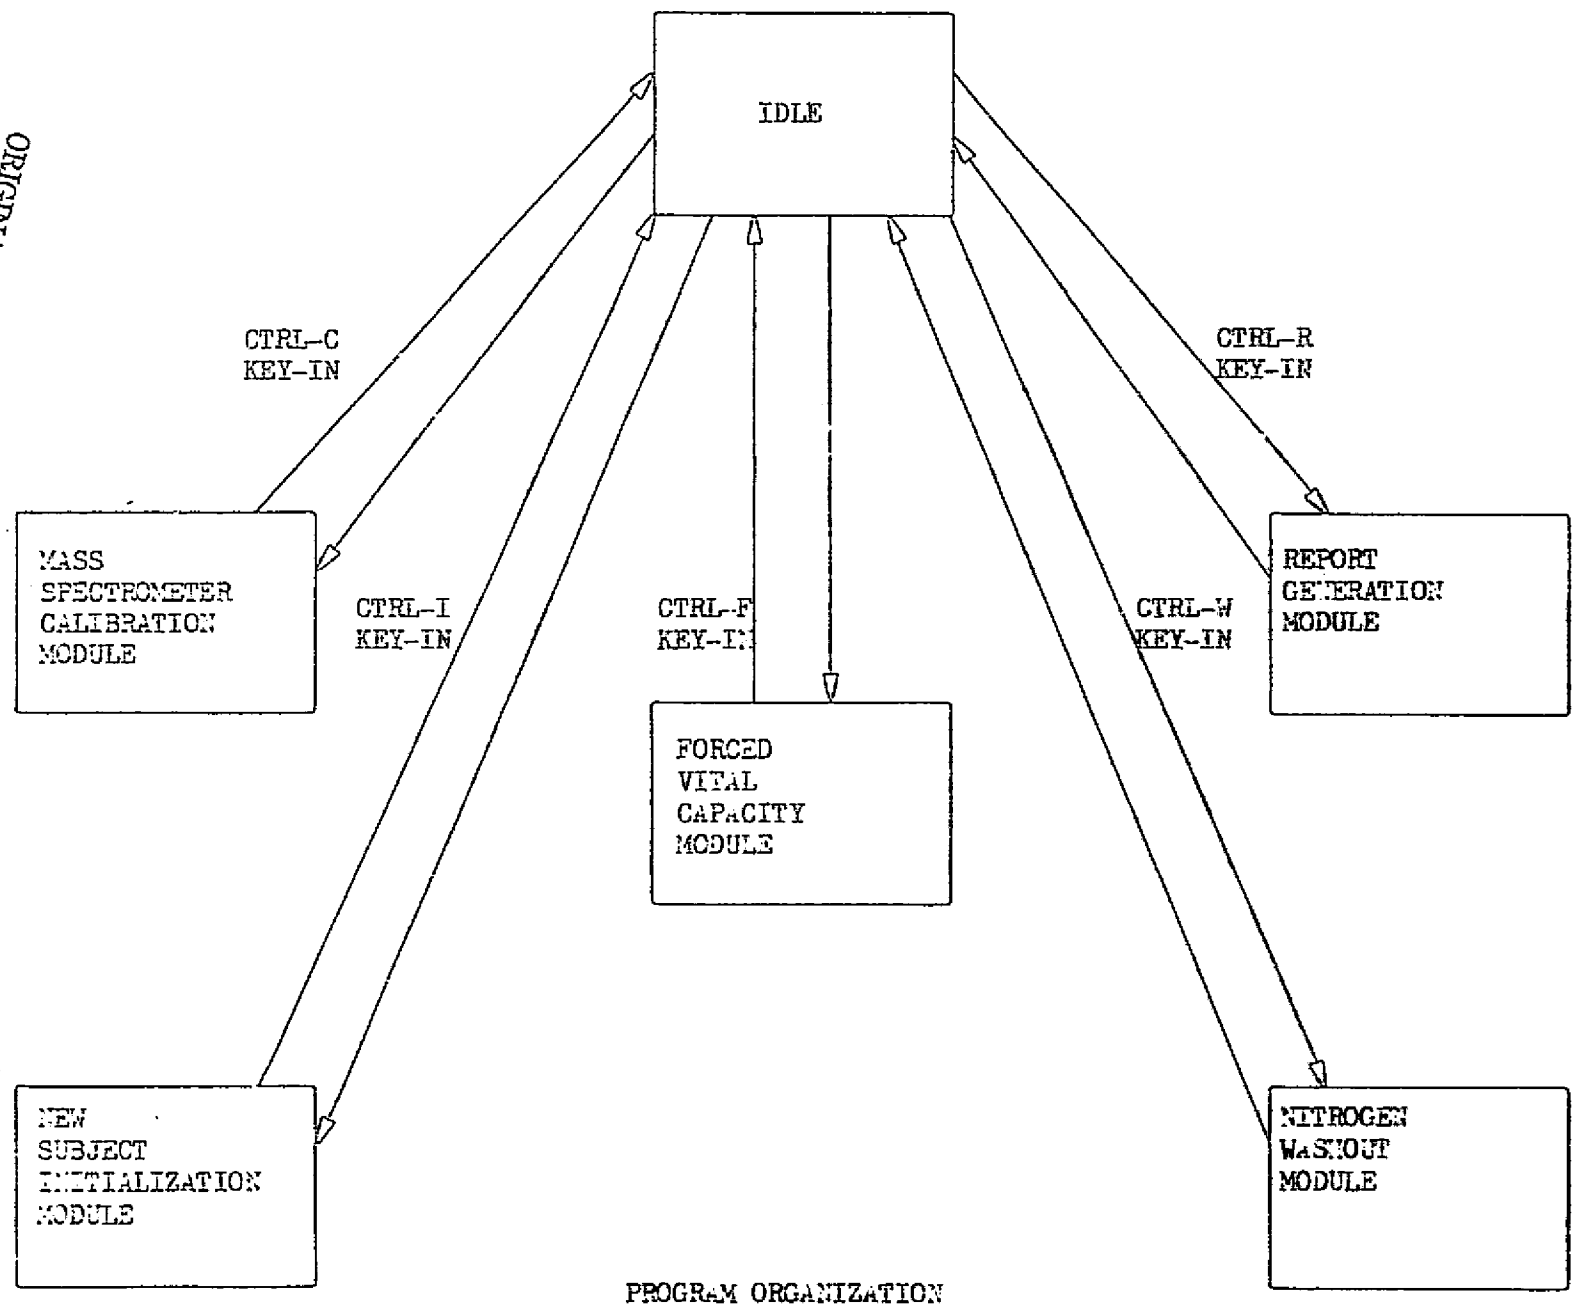 IDLE
CTRL-C
KEY-IN
CTRL-R
KEY-IN
MASS
SPECTROMETER
CALIBRATION
MODULE
CTRL-I
KEY-IN
CTRL-F
KEY-IN
CTRL-W
KEY-IN
REPORT
GENERATION
MODULE
FORCED
VITAL
CAPACITY
MODULE
NEW
SUBJECT
INITIALIZATION
MODULE
NITROGEN
WASHOUT
MODULE
PROGRAM ORGANIZATION